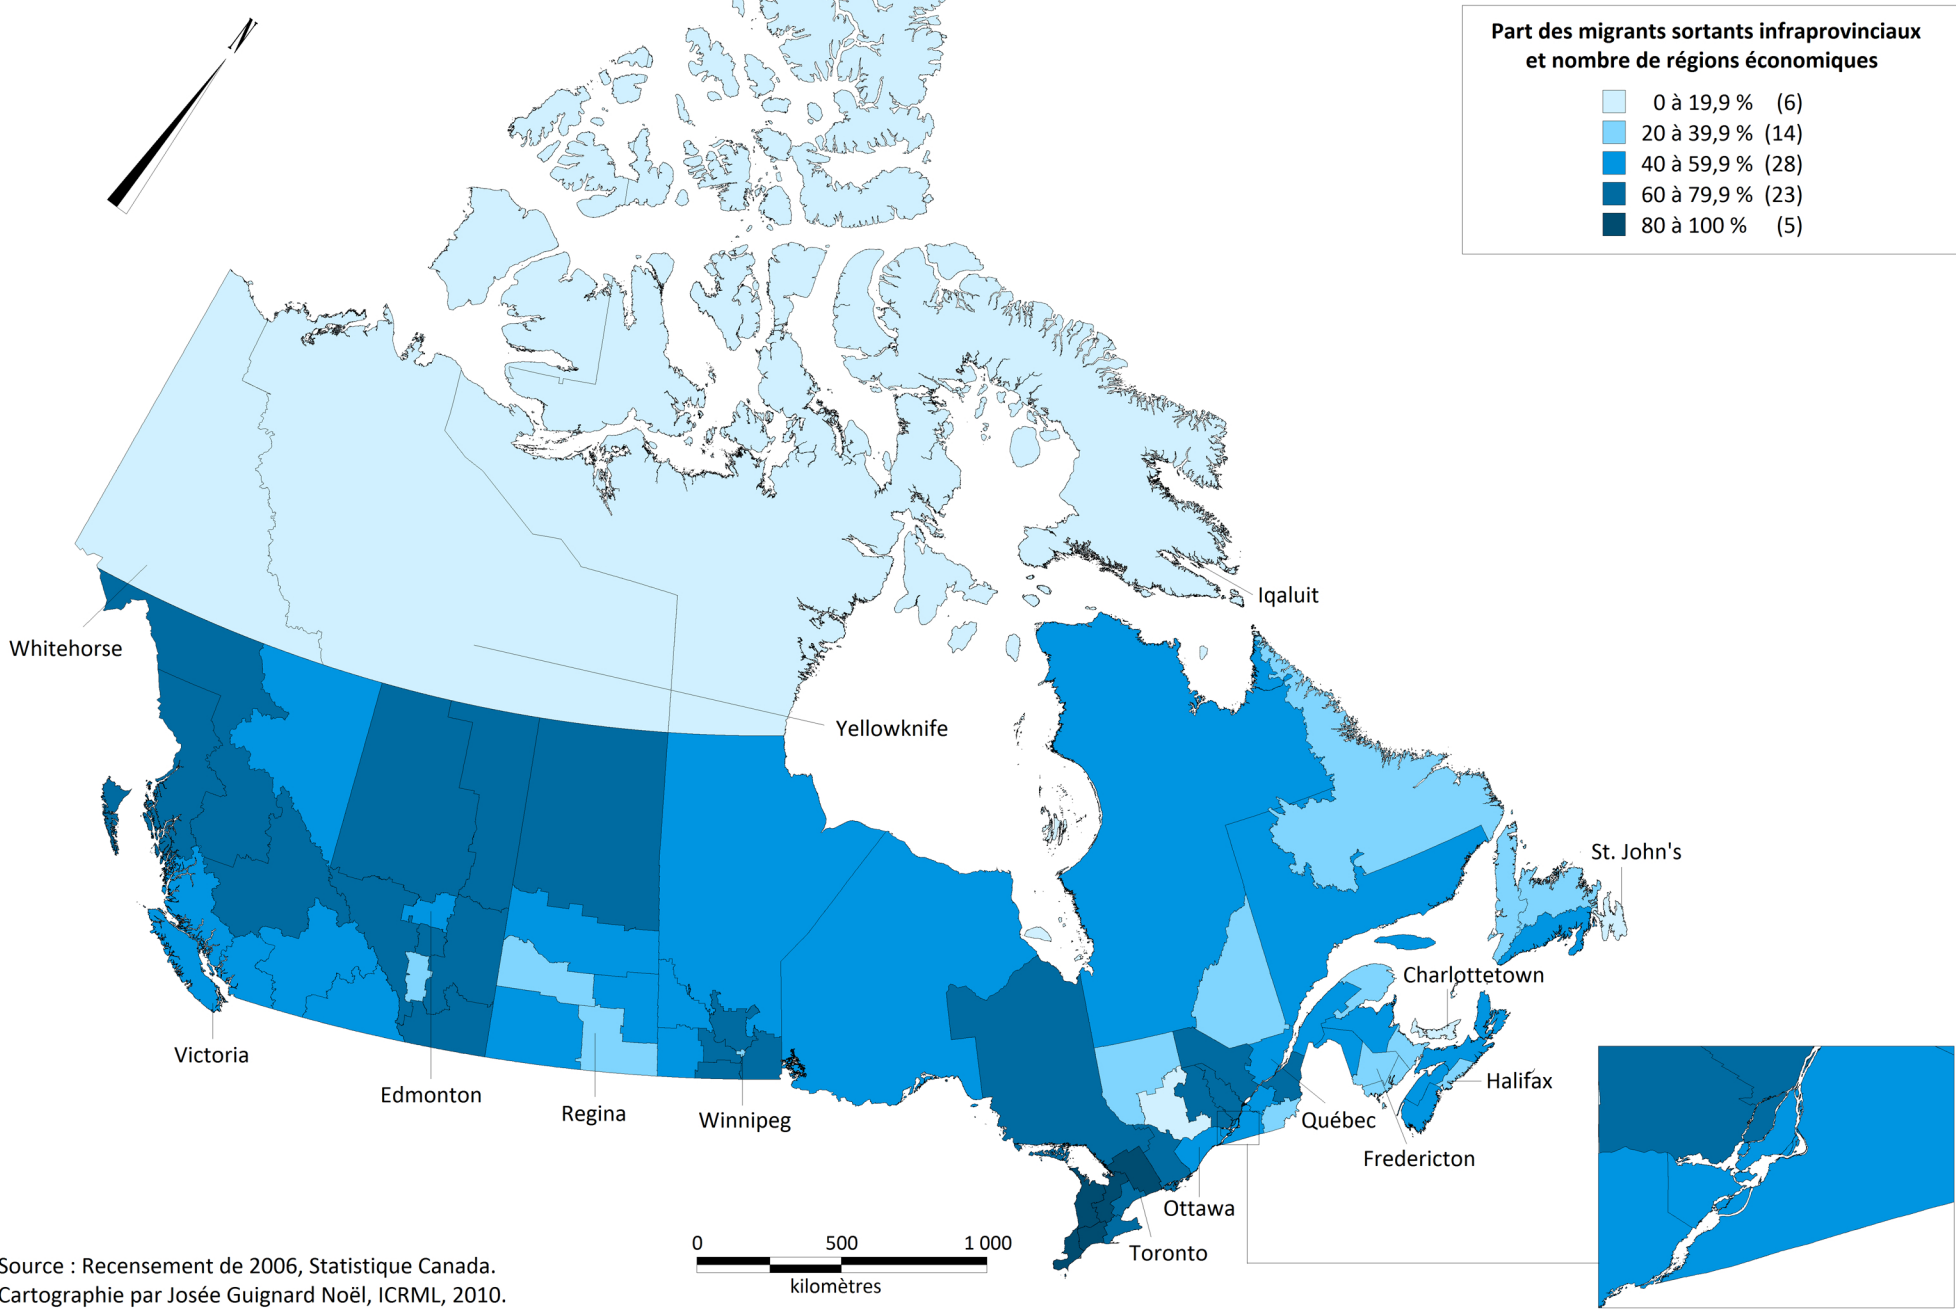 N
Part des migrants sortants infraprovinciaux
et nombre de régions économiques
0 à 19,9 % (6)
20 à 39,9 % (14)
40 à 59,9 % (28)
60 à 79,9 % (23)
80 à 100 % (5)
Iqaluit
Whitehorse
Yellowknife
St. John's
Charlottetown
Victoria
Edmonton
Regina
Winnipeg
Halifax
Québec
Fredericton
Ottawa
Toronto
0 500 1 000
kilomètres
Source : Recensement de 2006, Statistique Canada.
Cartographie par Josée Guignard Noël, ICRML, 2010.